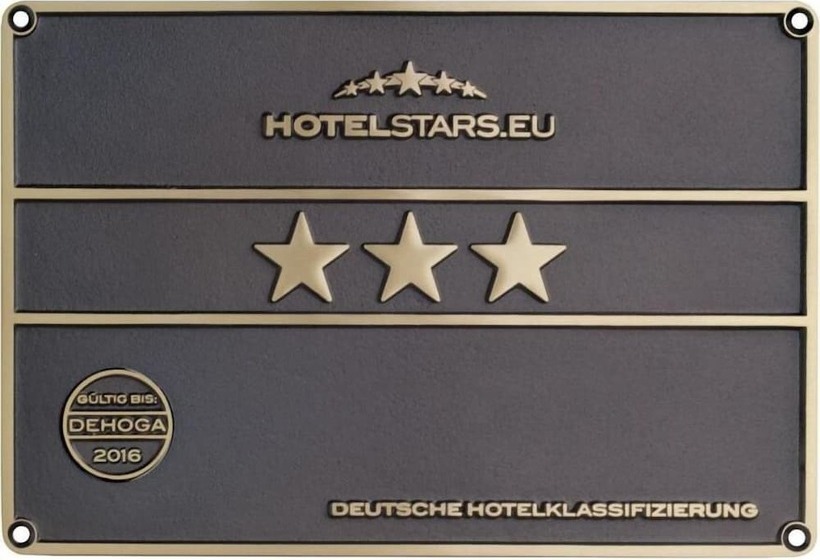 HOTELSTARS.EU
GÜLTIG BIS:
DEHOGA
2016
DEUTSCHE HOTELKLASSIFIZIERUNG